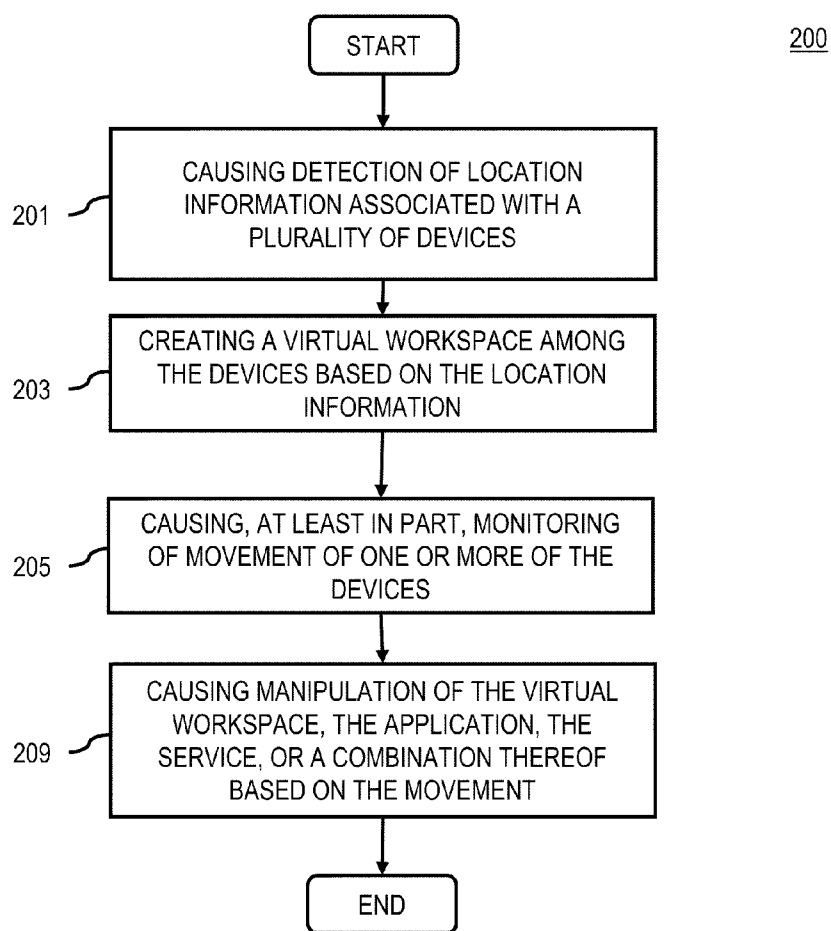 START
200
CAUSING DETECTION OF LOCATION
INFORMATION ASSOCIATED WITH A
PLURALITY OF DEVICES
201
CREATING A VIRTUAL WORKSPACE AMONG
THE DEVICES BASED ON THE LOCATION
INFORMATION
203
CAUSING, AT LEAST IN PART, MONITORING
OF MOVEMENT OF ONE OR MORE OF THE
DEVICES
205
CAUSING MANIPULATION OF THE VIRTUAL
WORKSPACE, THE APPLICATION, THE
SERVICE, OR A COMBINATION THEREOF
BASED ON THE MOVEMENT
209
END